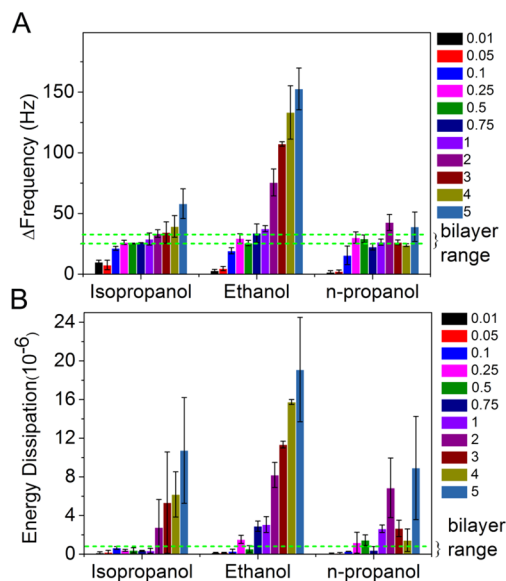 A
ΔFrequency (Hz)
150
100
50
0
Isopropanol
Ethanol
n-propanol
0.01
0.05
0.1
0.25
0.5
0.75
1
2
3
4
5
bilayer
range
B
Energy Dissipation(10-6)
24
20
16
12
8
4
0
Isopropanol
Ethanol
n-propanol
0.01
0.05
0.1
0.25
0.5
0.75
1
2
3
4
5
bilayer
range